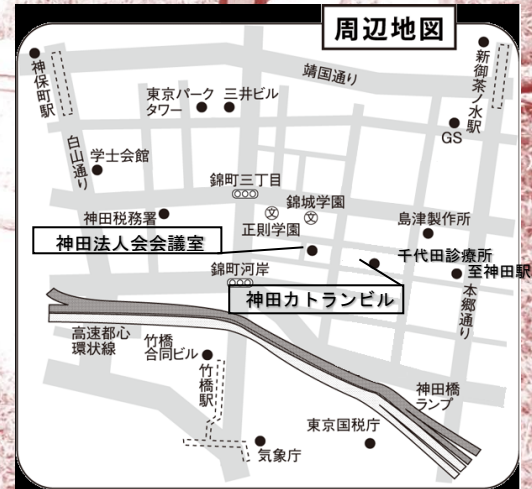 周辺地図
神保町駅
靖国通り
新御茶ノ水駅
東京パーク
タワー
三井ビル
GS
白山通り
学士会館
錦町三丁目
錦城学園
文
文
正則学園
神田税務署
島津製作所
神田法人会会議室
千代田診療所
至神田駅
錦町河岸
神田カトランビル
本郷通り
高速都心
環状線
竹橋
合同ビル
竹橋駅
神田橋
ランプ
東京国税庁
気象庁